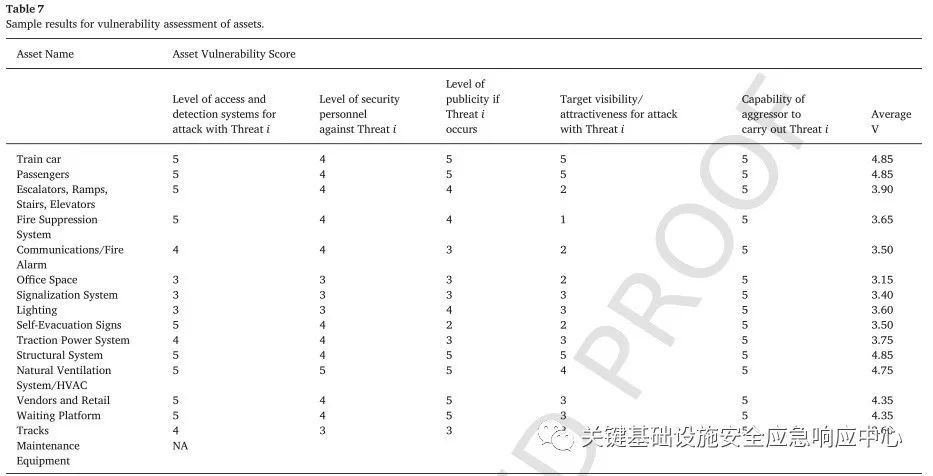 Table 7
Sample results for vulnerability assessment of assets.
Asset Name Asset Vulnerability Score
Level of access and detection systems for attack with Threat i
Level of security personnel against Threat i
Level of publicity if Threat i occurs
Target visibility/ attractiveness for attack with Threat i
Capability of aggressor to carry out Threat i
Average V
Train car 5 4 5 5 5 4.85
Passengers 5 4 5 5 5 4.85
Escalators, Ramps, 5 4 4 2 5 3.90
Stairs, Elevators
Fire Suppression 5 4 4 1 5 3.65
System
Communications/Fire 4 4 3 2 5 3.50
Alarm
Office Space 3 3 3 2 5 3.15
Signalization System 3 3 3 3 5 3.40
Lighting 3 3 4 3 5 3.60
Self-Evacuation Signs 5 4 2 2 5 3.50
Traction Power System 4 4 3 3 5 3.75
Structural System 5 4 5 5 5 4.85
Natural Ventilation 5 5 5 4 5 4.75
System/HVAC
Vendors and Retail 5 4 5 3 5 4.35
Waiting Platform 5 4 5 3 5 4.35
Tracks 4 3 3
Maintenance NA
Equipment
D PROOF
关键基础设施安全应急响应中心